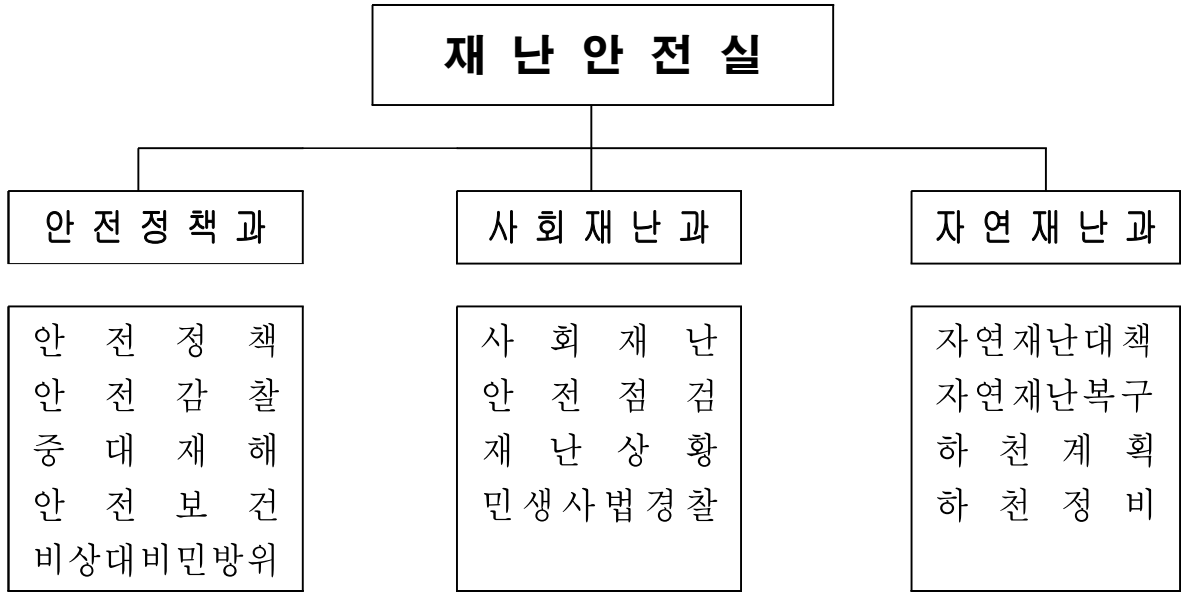 재난안전실
안전정책과
안전정책
안전감찰
중대재해
안전보건
비상대비민방위
사회재난과
사회재난
안전점검
재난상황
민생사법경찰
자연재난과
자연재난대책
자연재난복구
하천계획
하천정비